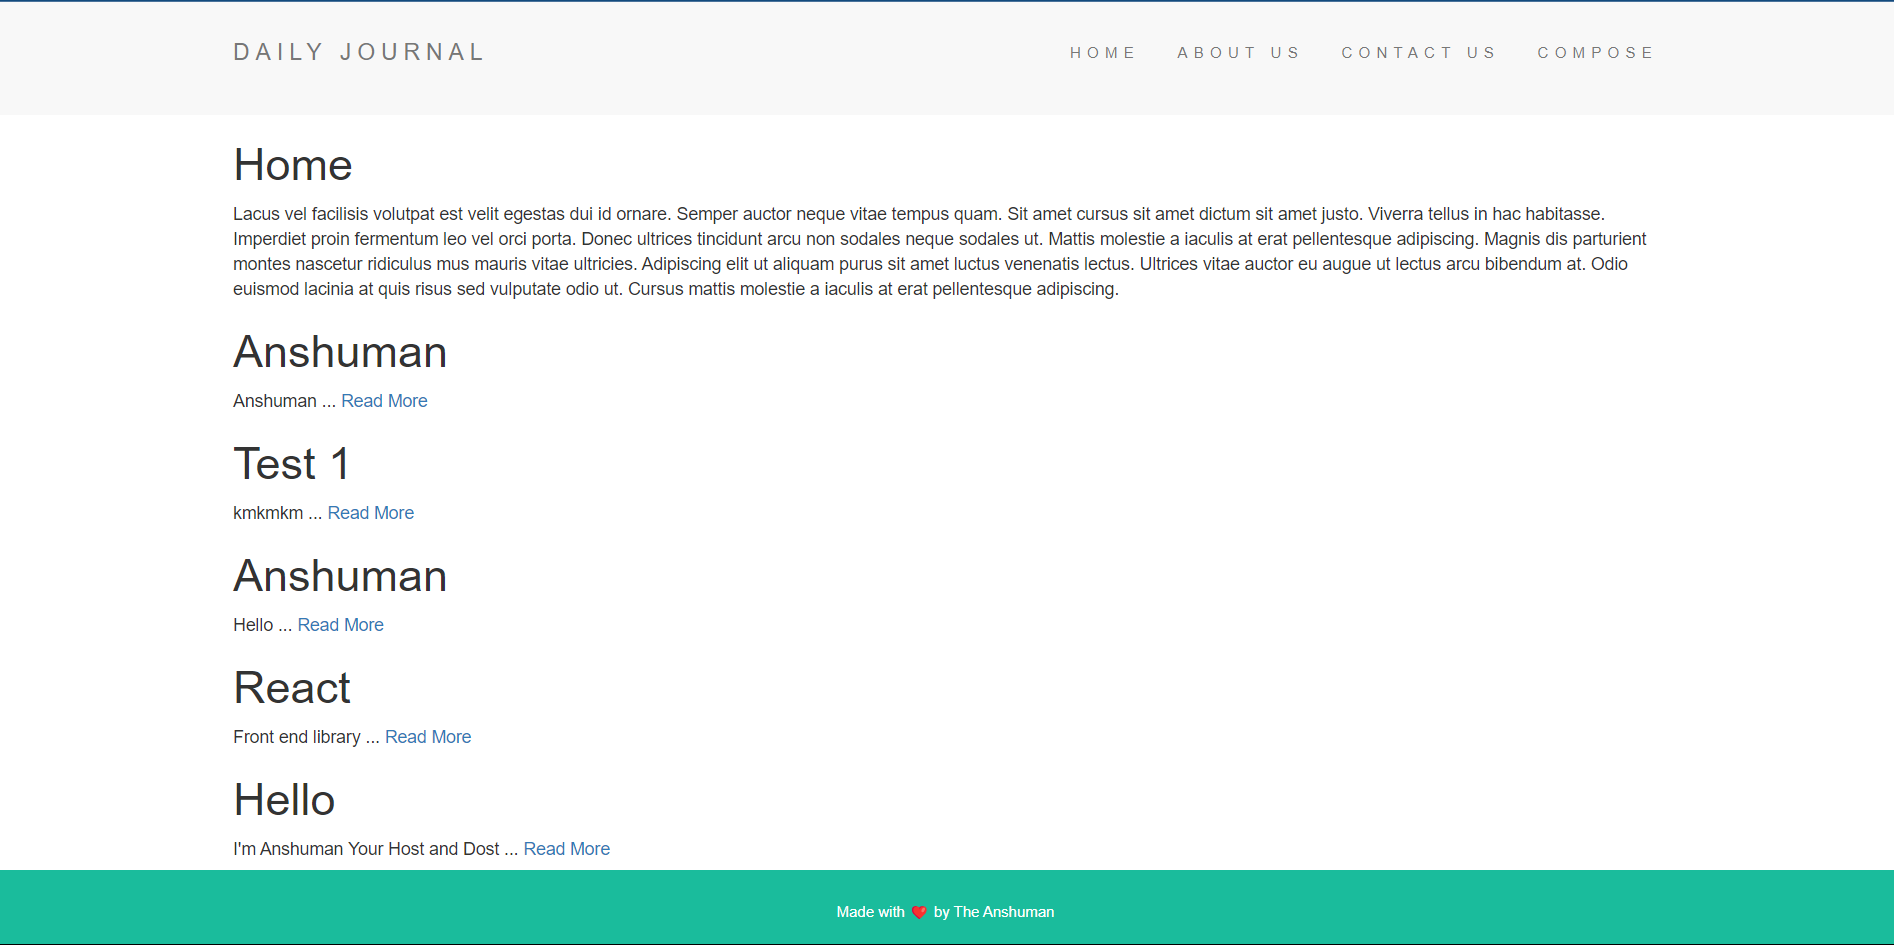 DAILY JOURNAL
HOME ABOUT US CONTACT US COMPOSE
Home
Lacus vel facilisis volutpat est velit egestas dui id ornare. Semper auctor neque vitae tempus quam. Sit amet cursus sit amet dictum sit amet justo. Viverra tellus in hac habitasse.
Imperdiet proin fermentum leo vel orci porta. Donec ultrices tincidunt arcu non sodales neque sodales ut. Mattis molestie a iaculis at erat pellentesque adipiscing. Magnis dis parturient
montes nascetur ridiculus mus mauris vitae ultricies. Adipiscing elit ut aliquam purus sit amet luctus venenatis lectus. Ultrices vitae auctor eu augue ut lectus arcu bibendum at. Odio
euismod lacinia at quis risus sed vulputate odio ut. Cursus mattis molestie a iaculis at erat pellentesque adipiscing.
Anshuman
Anshuman ... Read More
Test 1
kmkmkm ... Read More
Anshuman
Hello ... Read More
React
Front end library ... Read More
Hello
I'm Anshuman Your Host and Dost ... Read More
Made with ❤️ by The Anshuman